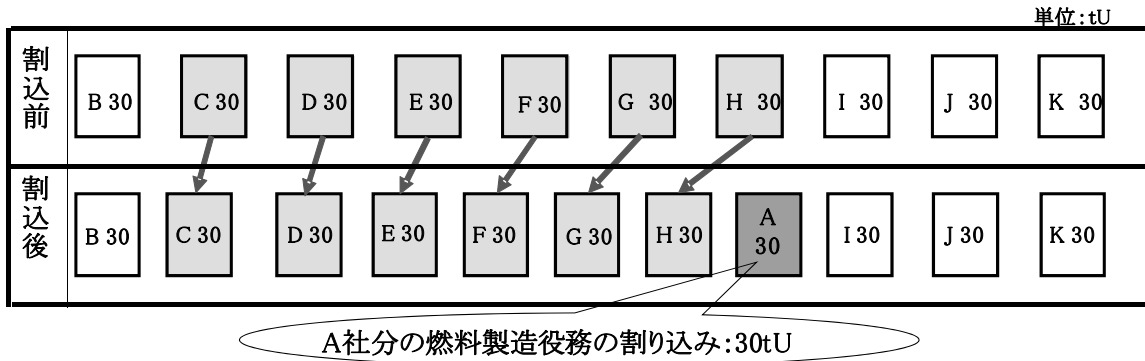 単位:tU
割込前
B 30 C 30 D 30 E 30 F 30 G 30 H 30 I 30 J 30 K 30
割込後
B 30 C 30 D 30 E 30 F 30 G 30 H 30 A 30 I 30 J 30 K 30
A社分の燃料製造役務の割り込み:30tU